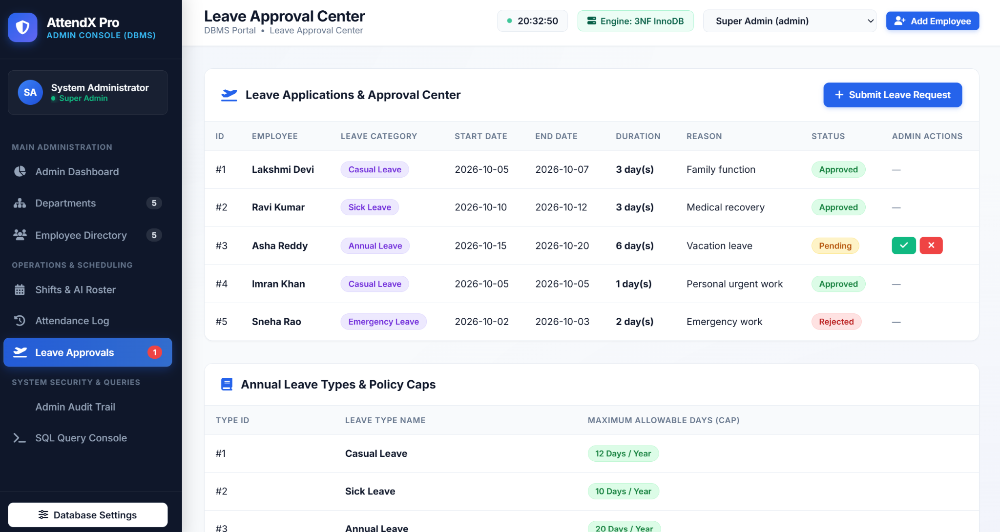 AttendX Pro
ADMIN CONSOLE (DBMS)
SA
System Administrator
Super Admin
MAIN ADMINISTRATION
Admin Dashboard
Departments 5
Employee Directory 5
OPERATIONS & SCHEDULING
Shifts & AI Roster
Attendance Log
Leave Approvals 1
SYSTEM SECURITY & QUERIES
Admin Audit Trail
SQL Query Console
Database Settings
Leave Approval Center
DBMS Portal • Leave Approval Center
20:32:50
Engine: 3NF InnoDB
Super Admin (admin)
Add Employee
Leave Applications & Approval Center
+ Submit Leave Request
ID EMPLOYEE LEAVE CATEGORY START DATE END DATE DURATION REASON STATUS ADMIN ACTIONS
#1 Lakshmi Devi Casual Leave 2026-10-05 2026-10-07 3 day(s) Family function Approved —
#2 Ravi Kumar Sick Leave 2026-10-10 2026-10-12 3 day(s) Medical recovery Approved —
#3 Asha Reddy Annual Leave 2026-10-15 2026-10-20 6 day(s) Vacation leave Pending
#4 Imran Khan Casual Leave 2026-10-05 2026-10-05 1 day(s) Personal urgent work Approved —
#5 Sneha Rao Emergency Leave 2026-10-02 2026-10-03 2 day(s) Emergency work Rejected —
Annual Leave Types & Policy Caps
TYPE ID LEAVE TYPE NAME MAXIMUM ALLOWABLE DAYS (CAP)
#1 Casual Leave 12 Days / Year
#2 Sick Leave 10 Days / Year
#3 Annual Leave 20 Days / Year